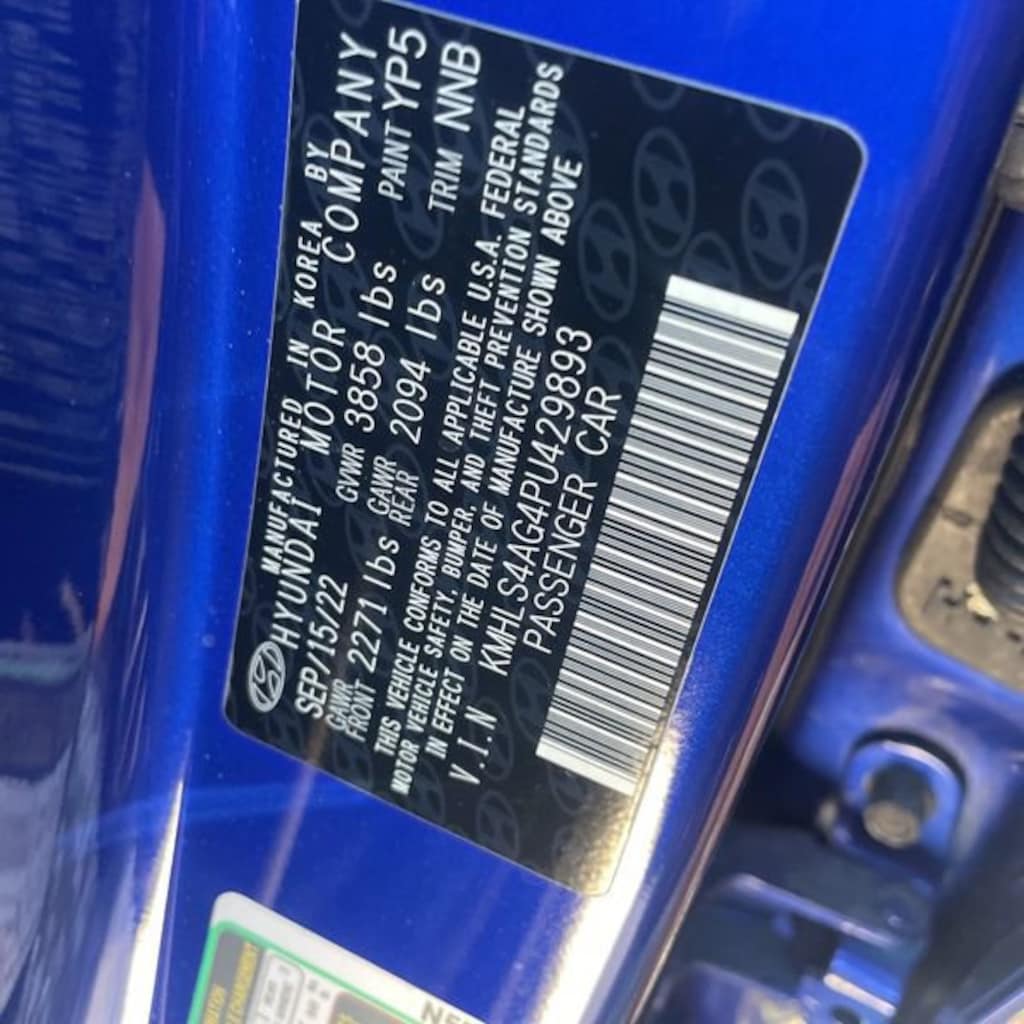 MANUFACTURED IN KOREA BY
HYUNDAI MOTOR COMPANY
SEP/15/22 GVWR 3858 lbs PAINT YP5
GAWR FRONT 2271 lbs GAWR REAR 2094 lbs TRIM NNB
THIS VEHICLE CONFORMS TO ALL APPLICABLE U.S.A. FEDERAL
MOTOR VEHICLE SAFETY, BUMPER, AND THEFT PREVENTION STANDARDS
IN EFFECT ON THE DATE OF MANUFACTURE SHOWN ABOVE
V.I.N KMHLS4AG4PU429893
PASSENGER CAR